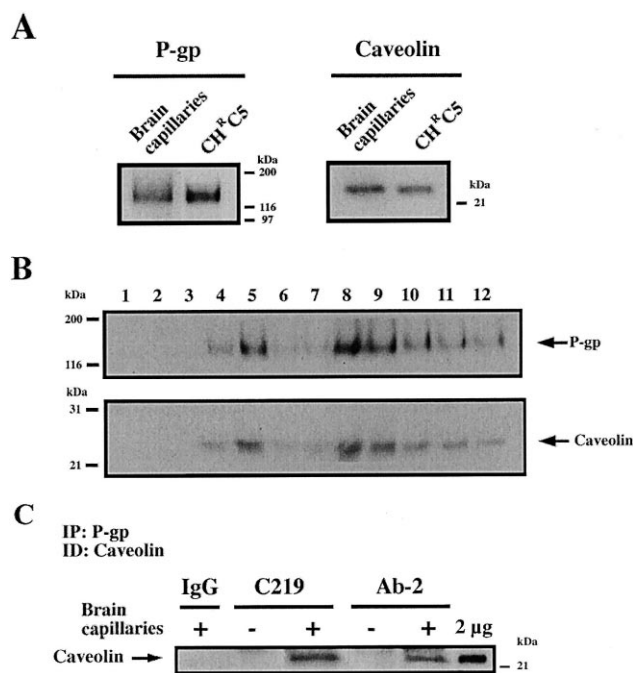 A
P-gp Caveolin
Brain capillaries CHᴿC5 Brain capillaries CHᴿC5
kDa
200
116
97
kDa
21
B
kDa 1 2 3 4 5 6 7 8 9 10 11 12
200
116
P-gp
31
21
Caveolin
C
IP: P-gp
ID: Caveolin
IgG C219 Ab-2
Brain
capillaries + - + - + 2 µg
Caveolin
kDa
21